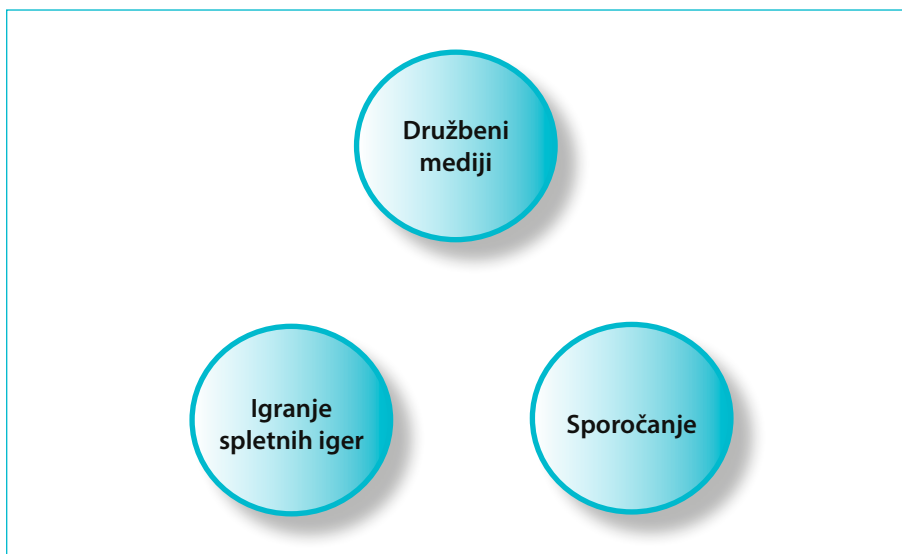 Družbeni
mediji
Igranje
spletnih iger
Sporočanje